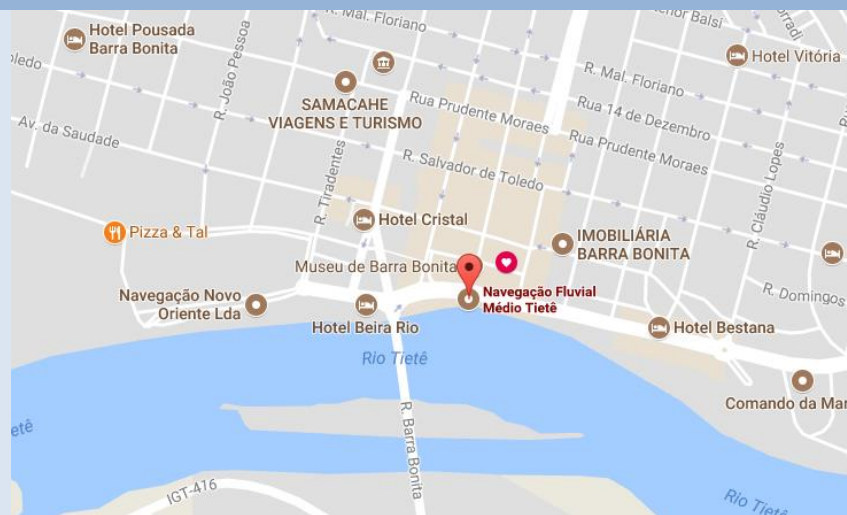 R. Mal. Floriano
Hotel Pousada
Barra Bonita
R. João Pessoa
Hotel Vitória
R. Mal. Floriano
SAMACAHE
VIAGENS E TURISMO
Rua Prudente Moraes
Rua 14 de Dezembro
Rua Prudente Moraes
Av. da Saudade
R. Salvador de Toledo
R. Tiradentes
R. Cláudio Lopes
Hotel Cristal
Pizza & Tal
IMOBILIÁRIA
BARRA BONITA
Museu de Barra Bonita
Navegação Novo
Oriente Lda
Navegação Fluvial
Médio Tietê
R. Domingos
Hotel Beira Rio
Hotel Bestana
Rio Tietê
Comando da Mar
R. Barra Bonita
IGT-416
Rio Tietê